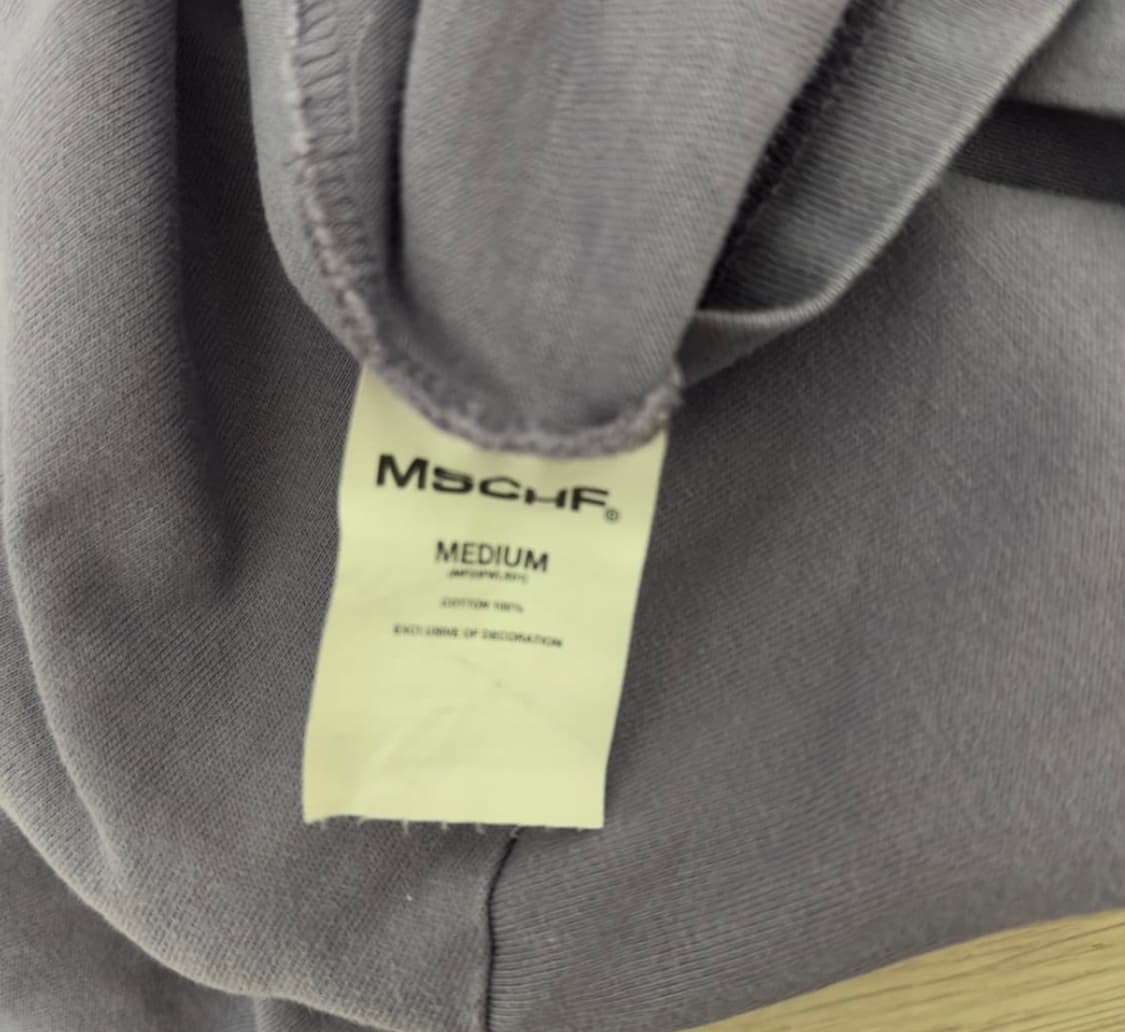 MSCHF®
MEDIUM
COTTON 100%
EXCLUSIVE OF DECORATION